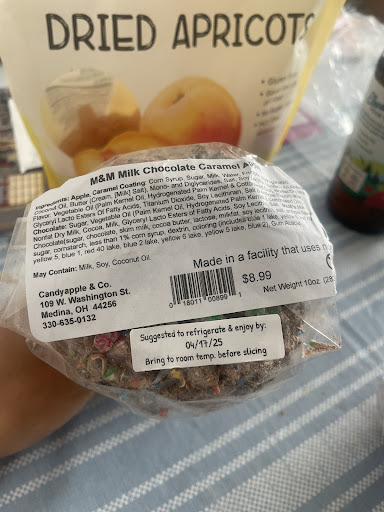 DRIED APRICOTS
M&M Milk Chocolate Caramel
Ingredients: Apple, Caramel Coating: Corn Syrup, Sugar, Milk, Water,
Coconut Oil, Butter (Cream, [Milk] Salt), Mono- and Diglycerides, Salt,
Flavor, Vegetable Oil (Palm Kernel Oil, Hydrogenated Palm Kernel & Cotton
Glyceryl Lacto Esters of Fatty Acids, Titanium Dioxide, Soy Lecithin
Chocolate: Sugar, Vegetable Oil (Palm Kernel Oil, Hydrogenated Palm Kernel
Nonfat Dry Milk, Cocoa, Milk, Glyceryl Lacto Esters of Fatty Acids, Soy
Chocolate(sugar, chocolate, skim milk, cocoa butter, lactose, milkfat, soy lecithin
sugar, cornstarch, less than 1% corn syrup, dextrin, coloring (includes blue 1 lake, yellow
yellow 5, blue 1, red 40 lake, blue 2 lake, yellow 6 lake, yellow 5 lake, blue 2), Gum
May Contain: Milk, Soy, Coconut Oil.
Made in a facility that uses
Candyapple & Co.
109 W. Washington St.
Medina, OH 44256
330-635-0132
0 18011 00899 1
$8.99
Net Weight 10oz
Suggested to refrigerate & enjoy by:
04/17/25
Bring to room temp. before slicing